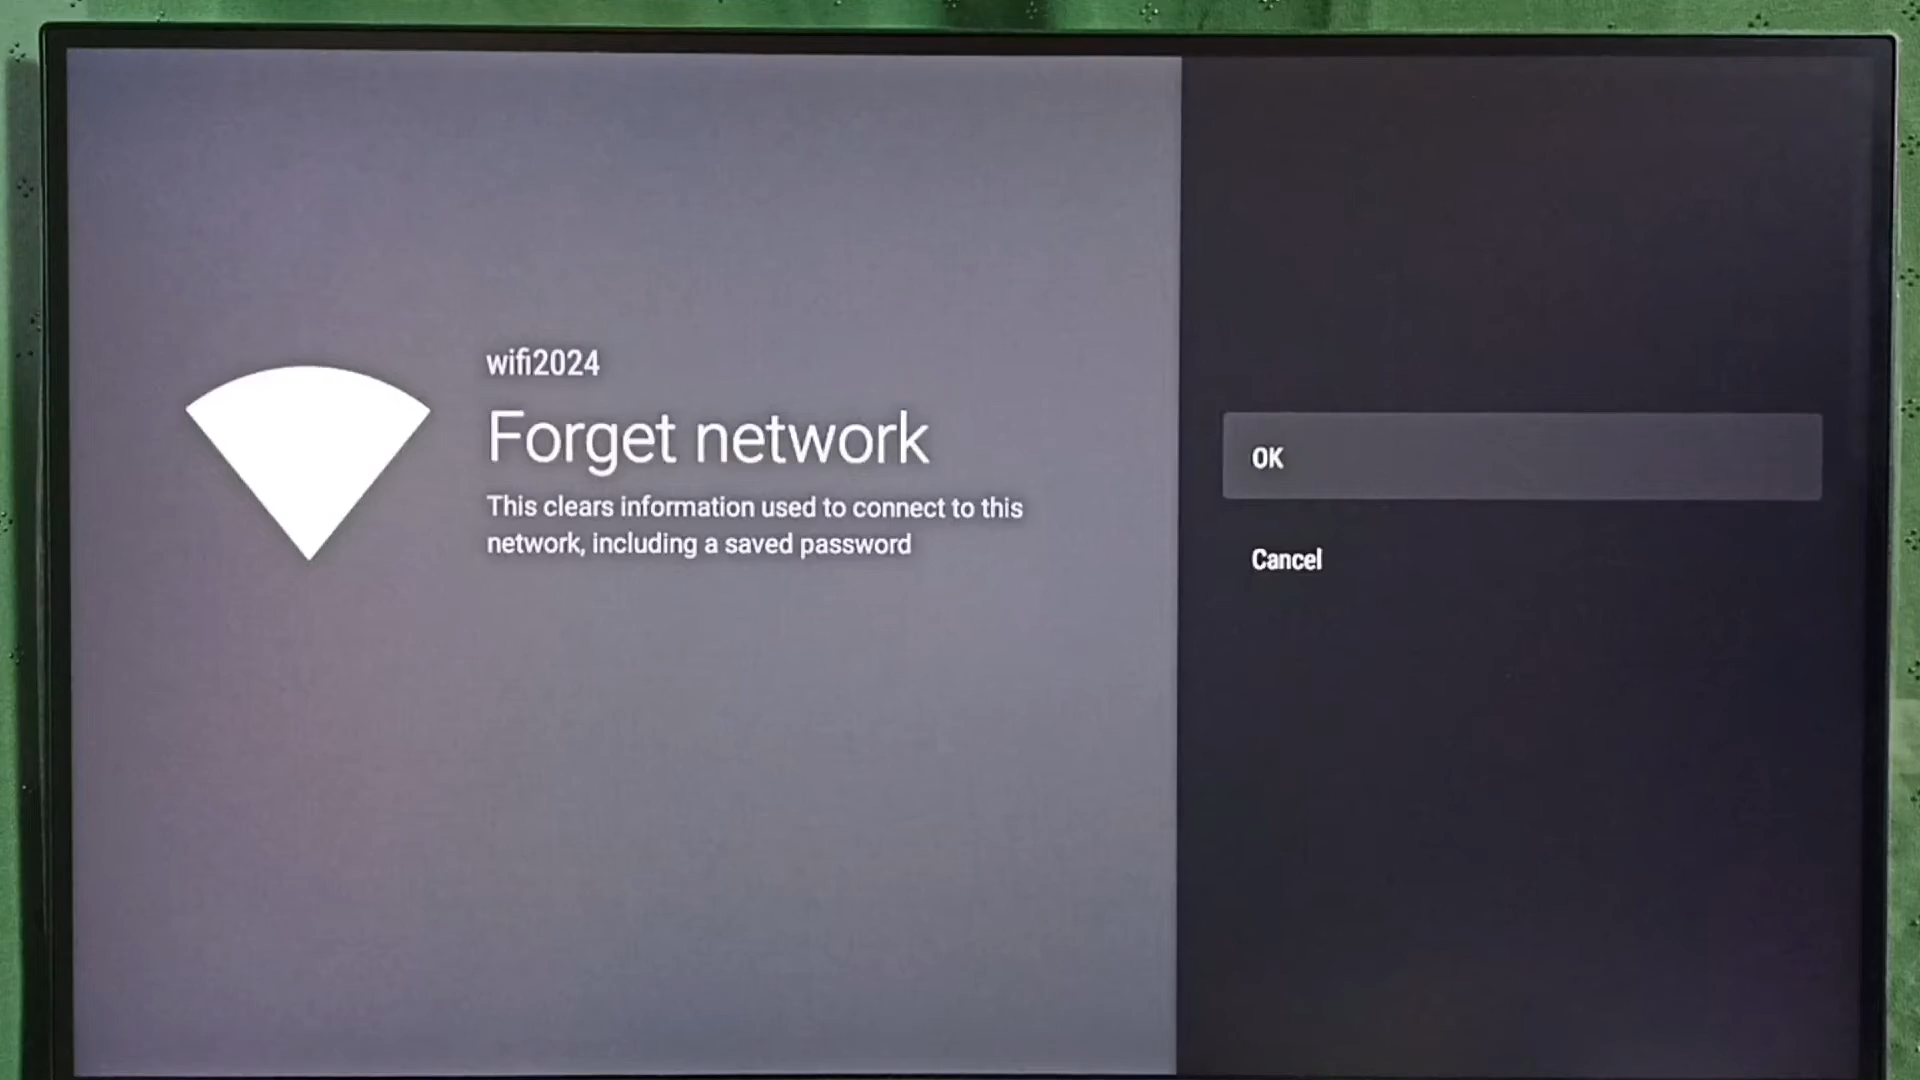 wifi2024
Forget network
This clears information used to connect to this
network, including a saved password
OK
Cancel